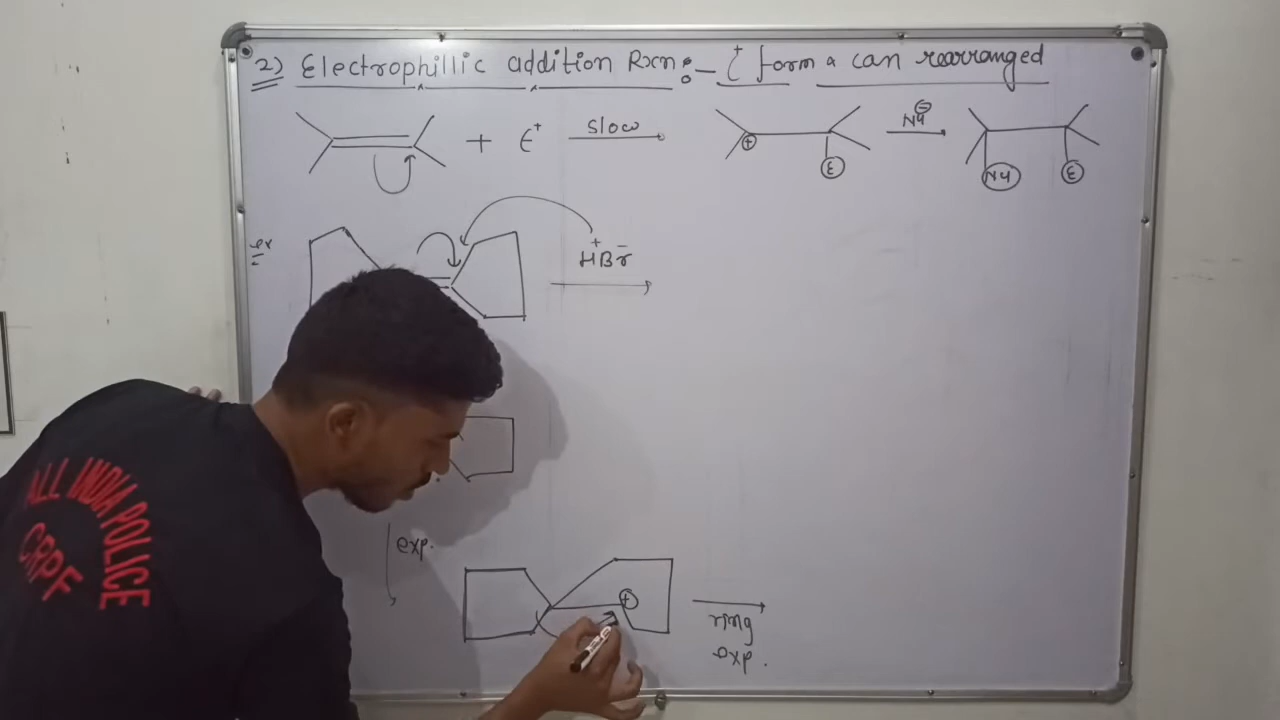 2) Electrophillic addition Rxn :- C+ form & can rearranged
+ E+ slow ⊕ E Nu⊖ Nu E
ex
H+Br-
exp.
⊕
ring
exp.
ALL INDIA POLICE
CRPF